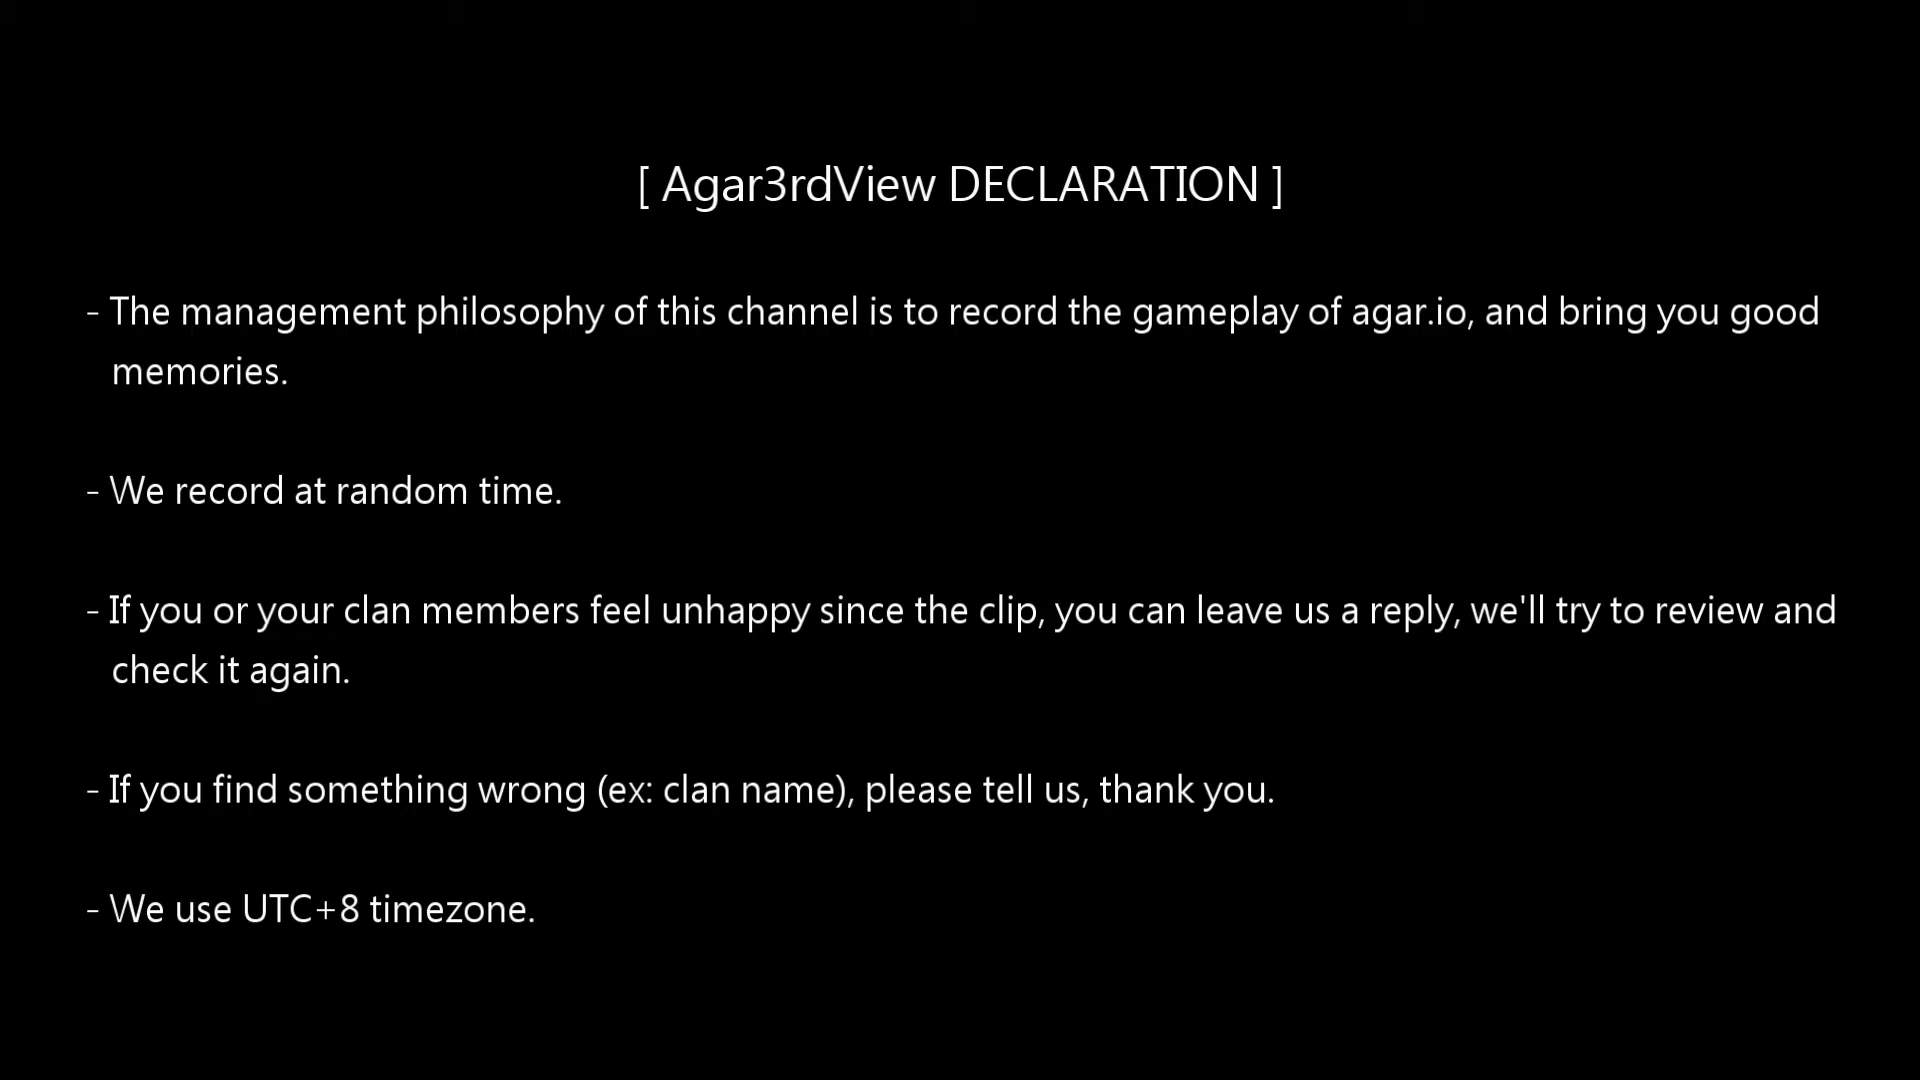 [ Agar3rdView DECLARATION ]
- The management philosophy of this channel is to record the gameplay of agar.io, and bring you good
memories.
- We record at random time.
- If you or your clan members feel unhappy since the clip, you can leave us a reply, we'll try to review and
check it again.
- If you find something wrong (ex: clan name), please tell us, thank you.
- We use UTC+8 timezone.